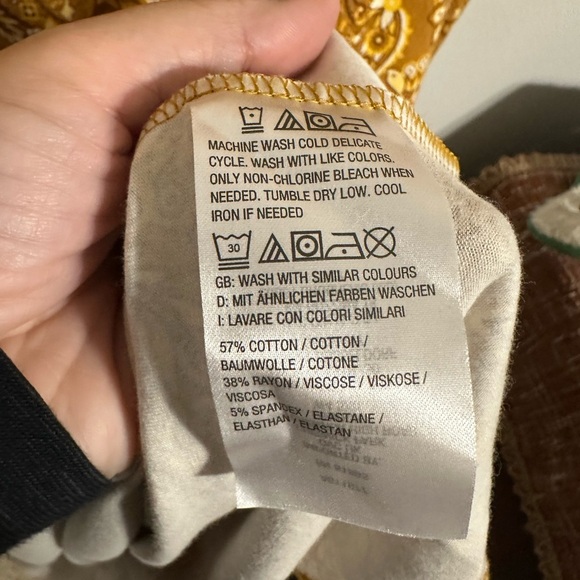 MACHINE WASH COLD DELICATE
CYCLE. WASH WITH LIKE COLORS.
ONLY NON-CHLORINE BLEACH WHEN
NEEDED. TUMBLE DRY LOW. COOL
IRON IF NEEDED
30
GB: WASH WITH SIMILAR COLOURS
D: MIT ÄHNLICHEN FARBEN WASCHEN
I: LAVARE CON COLORI SIMILARI
57% COTTON / COTTON /
BAUMWOLLE / COTONE
38% RAYON / VISCOSE / VISKOSE /
VISCOSA
5% SPANDEX / ELASTANE /
ELASTHAN / ELASTAN